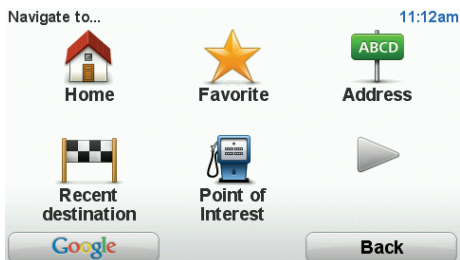 Navigate to... 11:12am
ABCD
Home Favorite Address
Recent destination
Point of Interest
Google Back